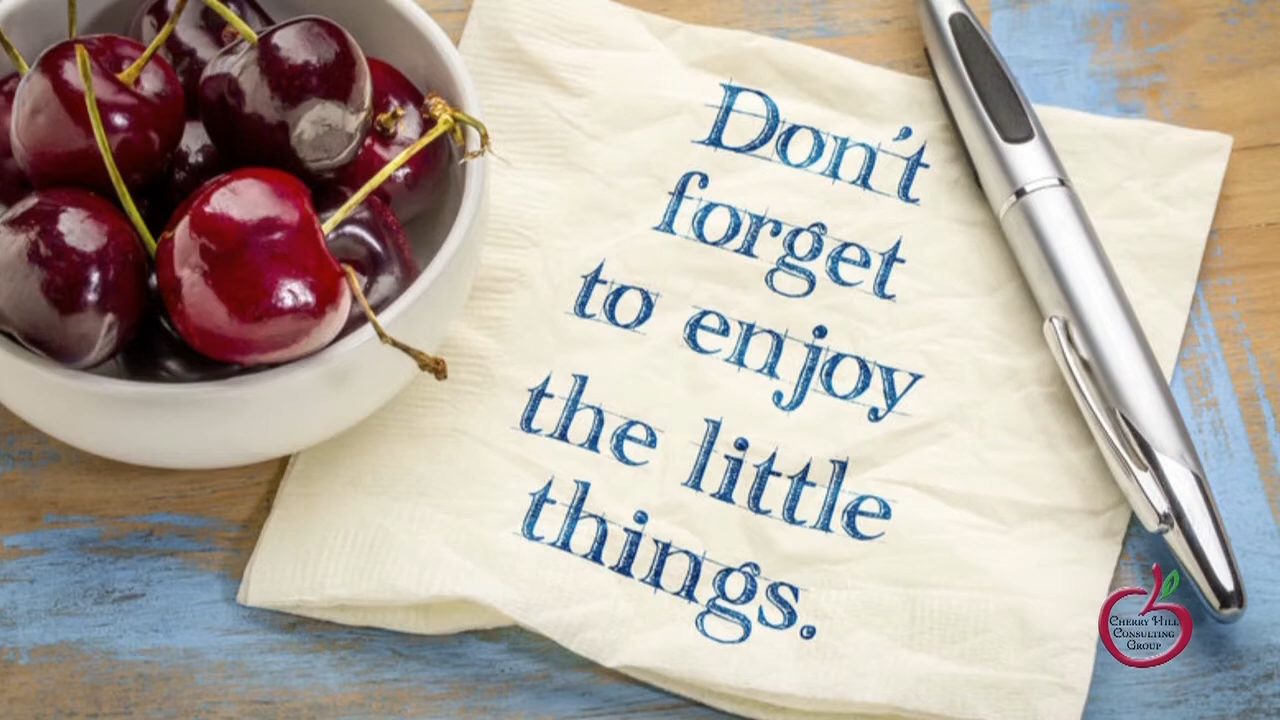 Don't
forget
to enjoy
the little
things.
Cherry Hill
Consulting
Group